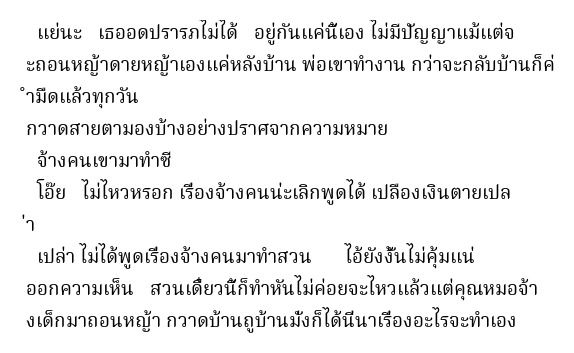 แย่นะ   เธออดปรารภไม่ได้   อยู่กันแค่นี้เอง ไม่มีปัญญาแม้แต่จ
ะถอนหญ้าดายหญ้าเองแค่หลังบ้าน พ่อเขาทำงาน กว่าจะกลับบ้านก็ค่
ำมืดแล้วทุกวัน
กวาดสายตามองบ้างอย่างปราศจากความหมาย
จ้างคนเขามาทำซี
โอ๊ย   ไม่ไหวหรอก เรื่องจ้างคนน่ะเลิกพูดได้ เปลืองเงินตายเปล
่า
เปล่า ไม่ได้พูดเรื่องจ้างคนมาทำสวน      ไอ้ยังงั้นไม่คุ้มแน่
ออกความเห็น   สวนเดี๋ยวนี้ก็ทำหันไม่ค่อยจะไหวแล้วแต่คุณหมอจ้า
งเด็กมาถอนหญ้า กวาดบ้านถูบ้านมั่งก็ได้นี่นาเรื่องอะไรจะทำเอง